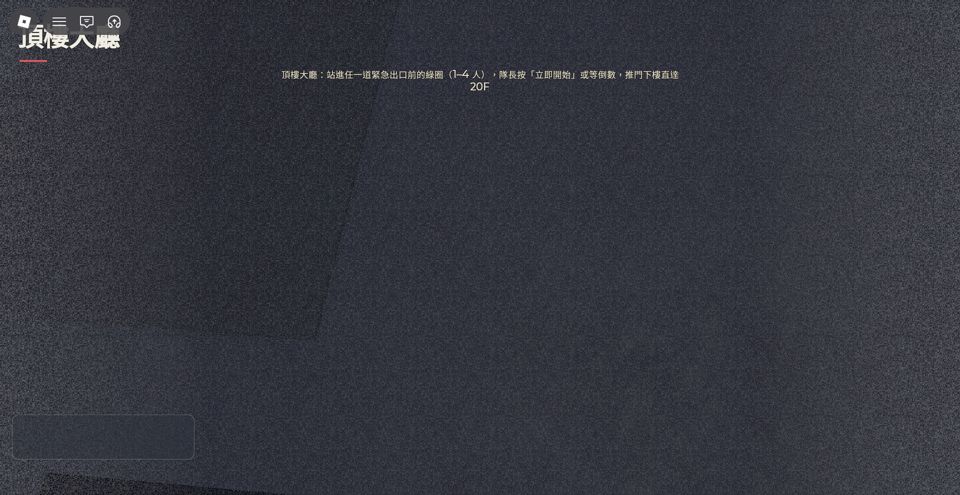 頂樓大廳
頂樓大廳：站進任一道緊急出口前的綠圈（1–4 人），隊長按「立即開始」或等倒數，推門下樓直達
20F